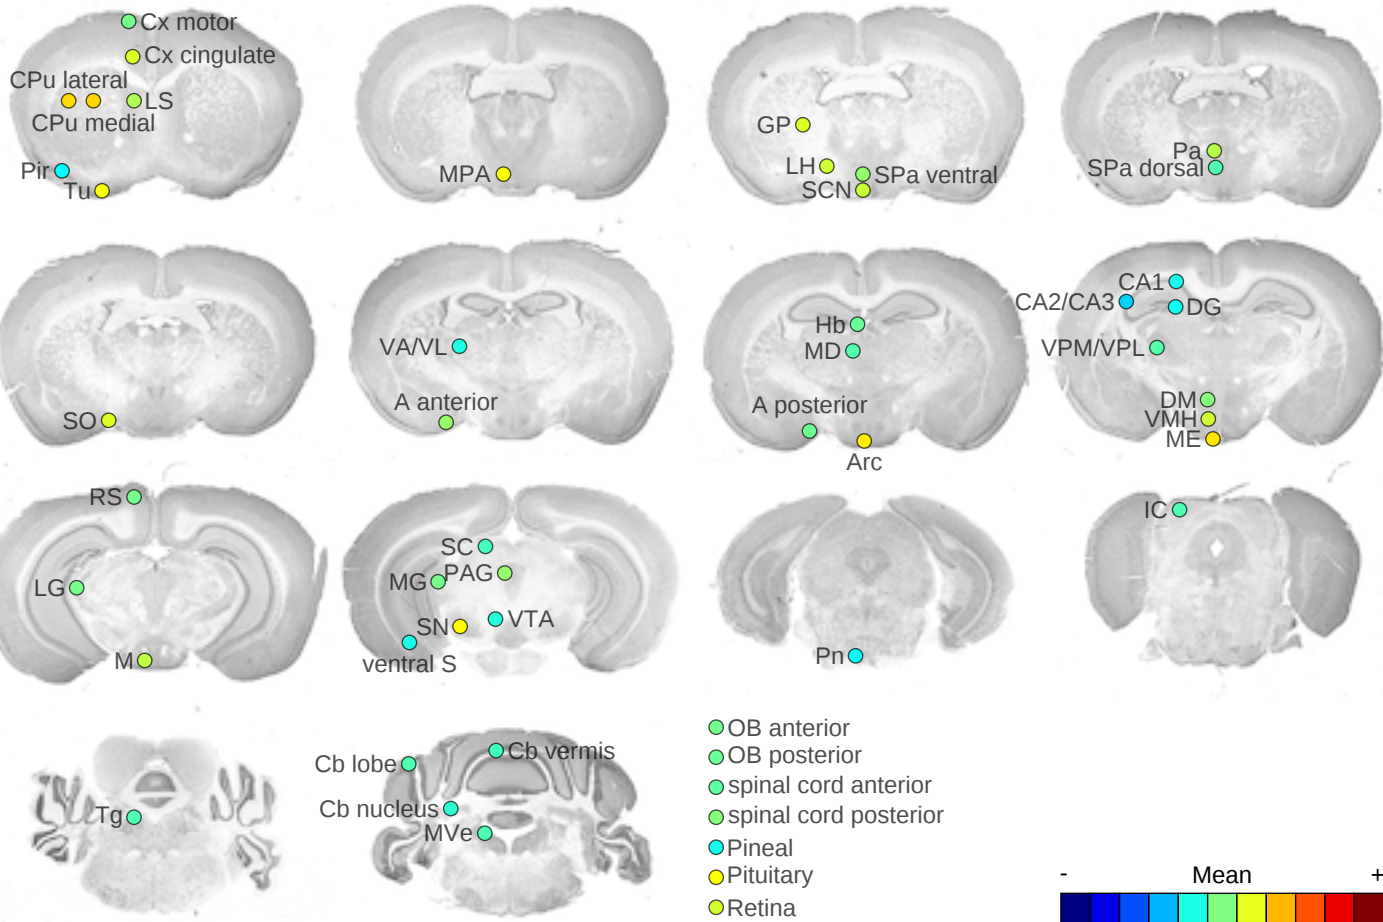 Cx motor
Cx cingulate
CPu lateral
LS
CPu medial
Pir
Tu
MPA
GP
LH
SPa ventral
SCN
Pa
SPa dorsal
SO
VA/VL
A anterior
Hb
MD
A posterior
Arc
CA1
CA2/CA3
DG
VPM/VPL
DM
VMH
ME
RS
LG
M
SC
MG
PAG
SN
VTA
ventral S
Pn
IC
Tg
Cb lobe
Cb vermis
Cb nucleus
MVe
OB anterior
OB posterior
spinal cord anterior
spinal cord posterior
Pineal
Pituitary
Retina
- Mean +